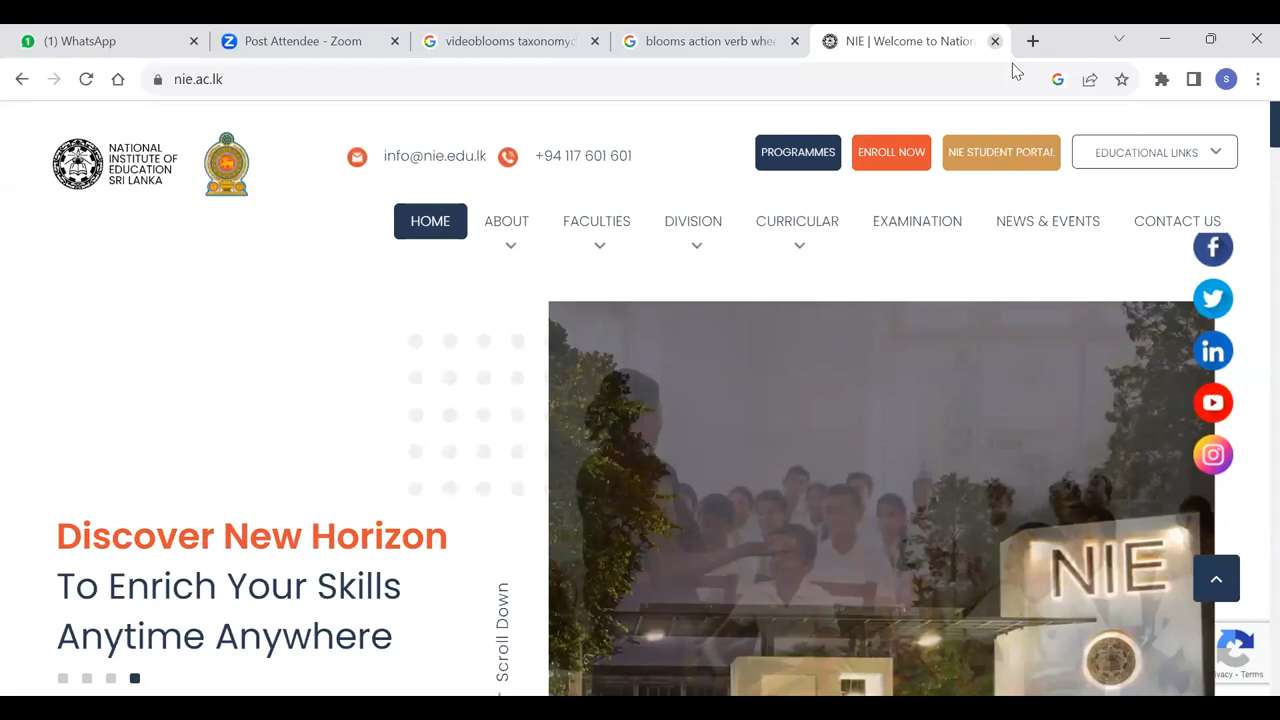 (1) WhatsApp
Post Attendee - Zoom
videoblooms taxonomyc
blooms action verb whe
NIE | Welcome to Nation
nie.ac.lk
S
NATIONAL
INSTITUTE OF
EDUCATION
SRI LANKA
info@nie.edu.lk
+94 117 601 601
PROGRAMMES
ENROLL NOW
NIE STUDENT PORTAL
EDUCATIONAL LINKS
HOME
ABOUT
FACULTIES
DIVISION
CURRICULAR
EXAMINATION
NEWS & EVENTS
CONTACT US
Discover New Horizon
To Enrich Your Skills
Anytime Anywhere
Scroll Down
NIE
ivacy - Terms